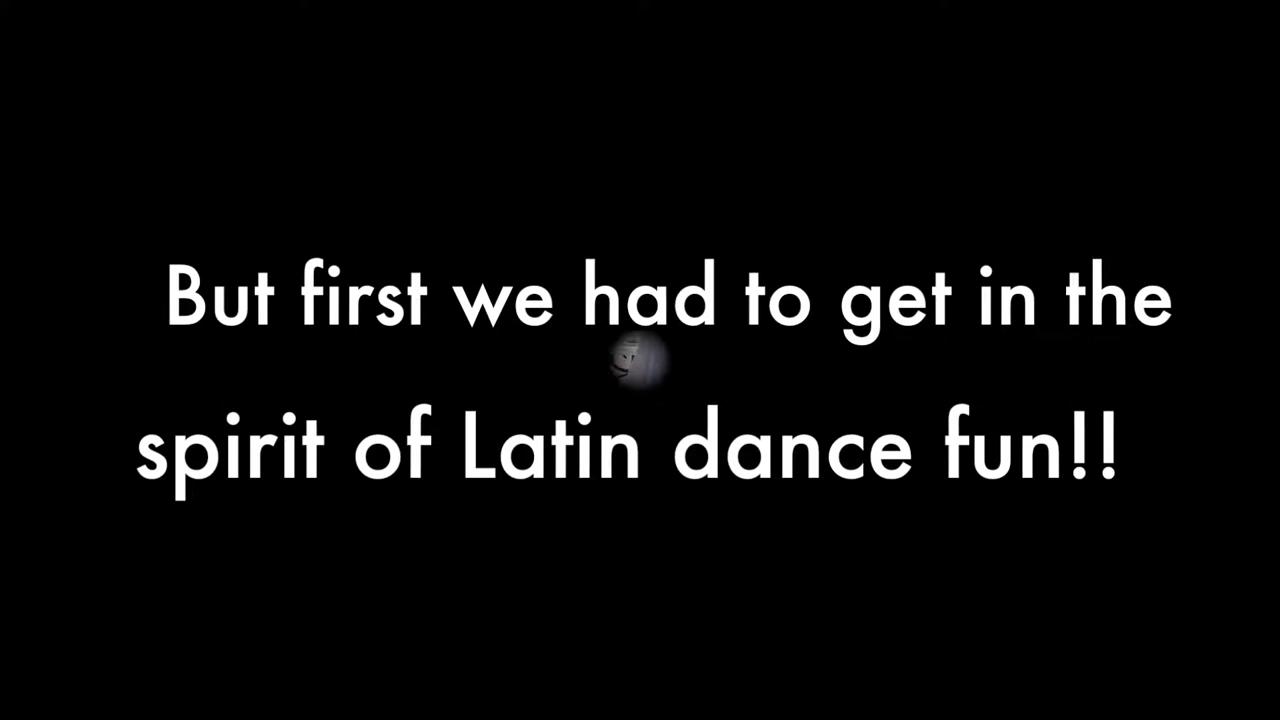 But first we had to get in the
spirit of Latin dance fun!!